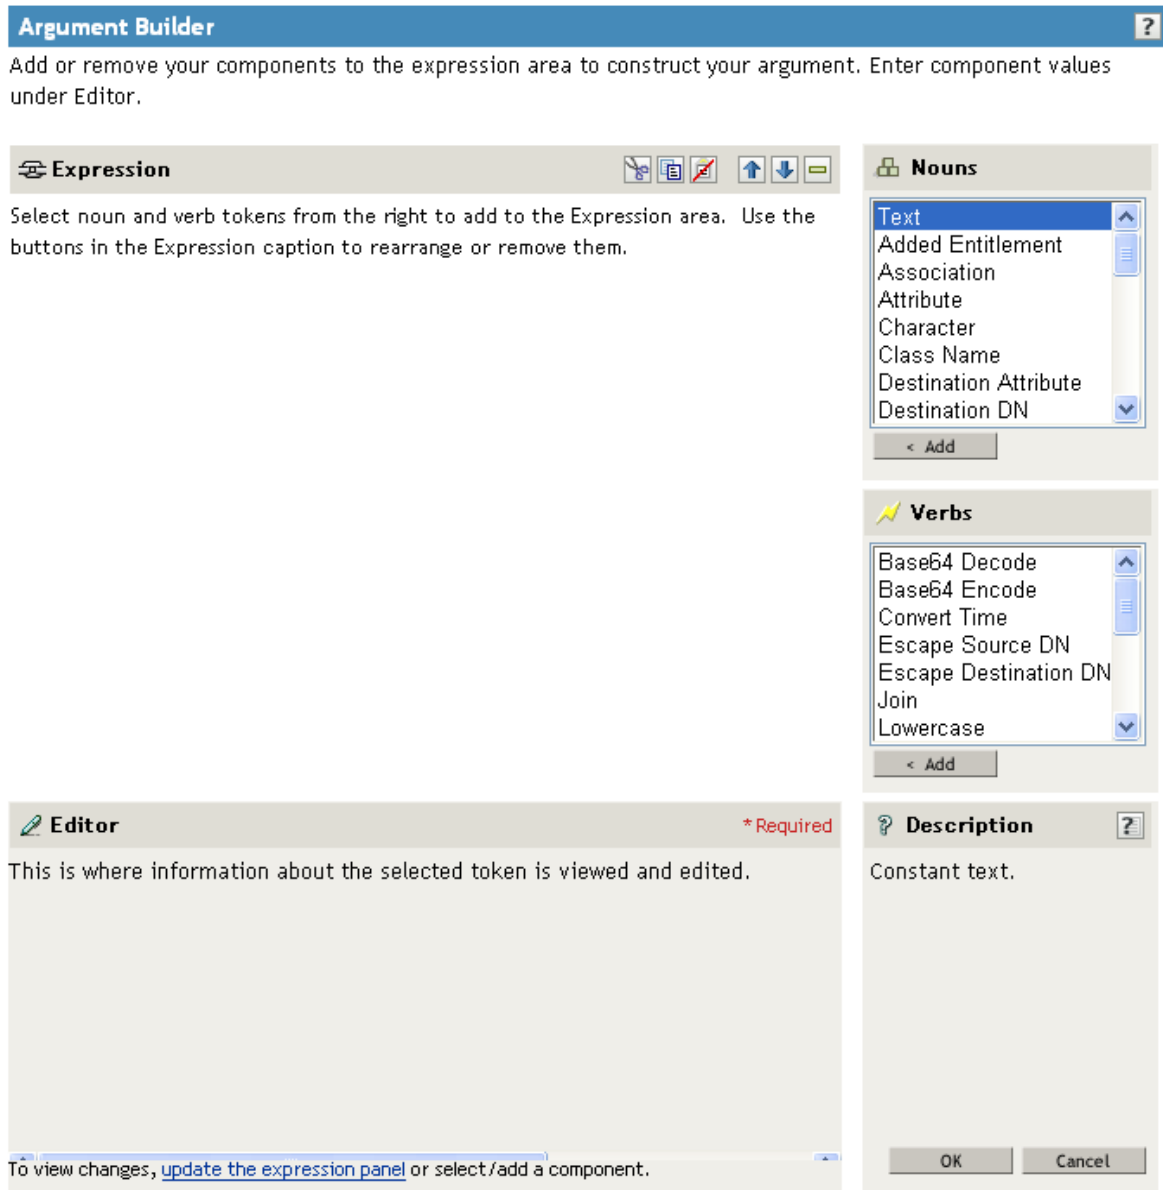 Argument Builder
?
Add or remove your components to the expression area to construct your argument. Enter component values
under Editor.
Expression
Select noun and verb tokens from the right to add to the Expression area. Use the
buttons in the Expression caption to rearrange or remove them.
Nouns
Text
Added Entitlement
Association
Attribute
Character
Class Name
Destination Attribute
Destination DN
< Add
Verbs
Base64 Decode
Base64 Encode
Convert Time
Escape Source DN
Escape Destination DN
Join
Lowercase
< Add
Editor
* Required
This is where information about the selected token is viewed and edited.
To view changes, update the expression panel or select/add a component.
Description
?
Constant text.
OK
Cancel